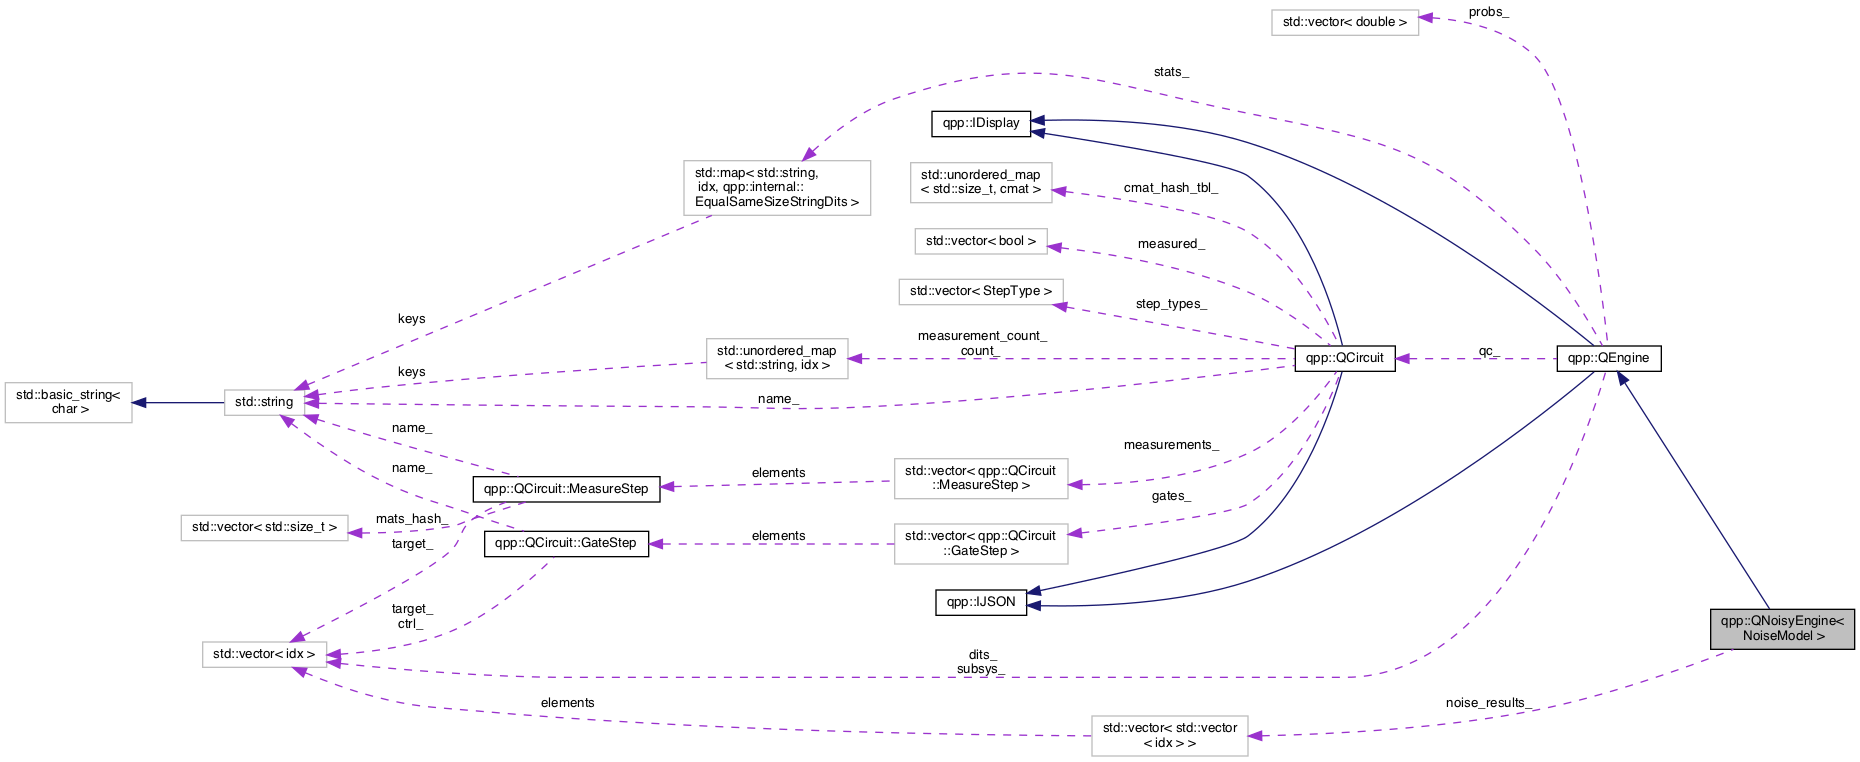 std::vector< double >
probs_
stats_
qpp::IDisplay
std::map< std::string,
idx, qpp::internal::
EqualSameSizeStringDits >
std::unordered_map
< std::size_t, cmat >
cmat_hash_tbl_
std::vector< bool >
measured_
std::vector< StepType >
step_types_
keys
measurement_count_
count_
std::unordered_map
< std::string, idx >
qpp::QCircuit
qc_
qpp::QEngine
keys
std::basic_string<
char >
std::string
name_
name_
measurements_
name_
elements
std::vector< qpp::QCircuit
::MeasureStep >
qpp::QCircuit::MeasureStep
gates_
std::vector< std::size_t >
mats_hash_
target_
qpp::QCircuit::GateStep
elements
std::vector< qpp::QCircuit
::GateStep >
qpp::IJSON
target_
ctrl_
qpp::QNoisyEngine<
NoiseModel >
std::vector< idx >
dits_
subsys_
elements
noise_results_
std::vector< std::vector
< idx > >